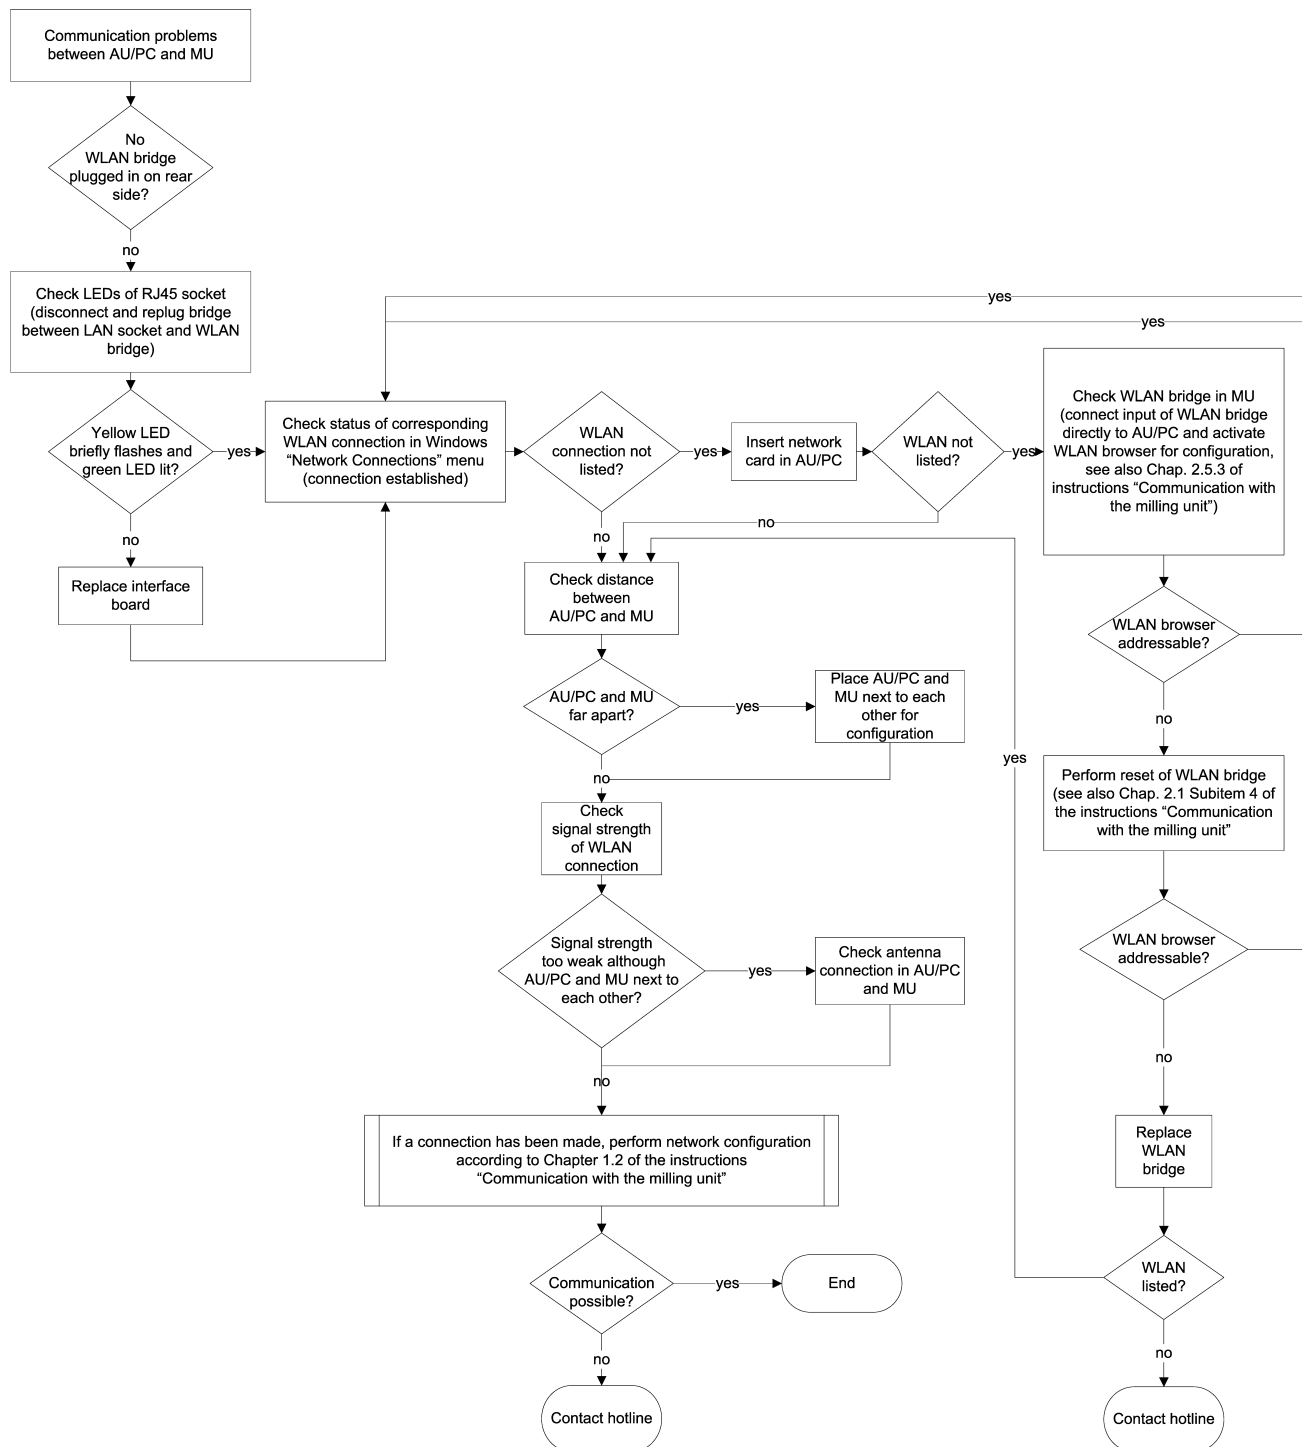 Communication problems
between AU/PC and MU
No
WLAN bridge
plugged in on rear
side?
no
Check LEDs of RJ45 socket
(disconnect and replug bridge
between LAN socket and WLAN
bridge)
Yellow LED
briefly flashes and
green LED lit?
yes
no
Replace interface
board
yes
yes
Check status of corresponding
WLAN connection in Windows
“Network Connections” menu
(connection established)
WLAN
connection not
listed?
yes
Insert network
card in AU/PC
WLAN not
listed?
yes
no
no
Check distance
between
AU/PC and MU
AU/PC and MU
far apart?
yes
Place AU/PC and
MU next to each
other for
configuration
no
Check
signal strength
of WLAN
connection
Signal strength
too weak although
AU/PC and MU next to
each other?
yes
Check antenna
connection in AU/PC
and MU
no
If a connection has been made, perform network configuration
according to Chapter 1.2 of the instructions
“Communication with the milling unit”
Communication
possible?
yes
End
no
Contact hotline
Check WLAN bridge in MU
(connect input of WLAN bridge
directly to AU/PC and activate
WLAN browser for configuration,
see also Chap. 2.5.3 of
instructions “Communication with
the milling unit”)
WLAN browser
addressable?
no
Perform reset of WLAN bridge
(see also Chap. 2.1 Subitem 4 of
the instructions “Communication
with the milling unit”
WLAN browser
addressable?
no
Replace
WLAN
bridge
WLAN
listed?
yes
no
Contact hotline